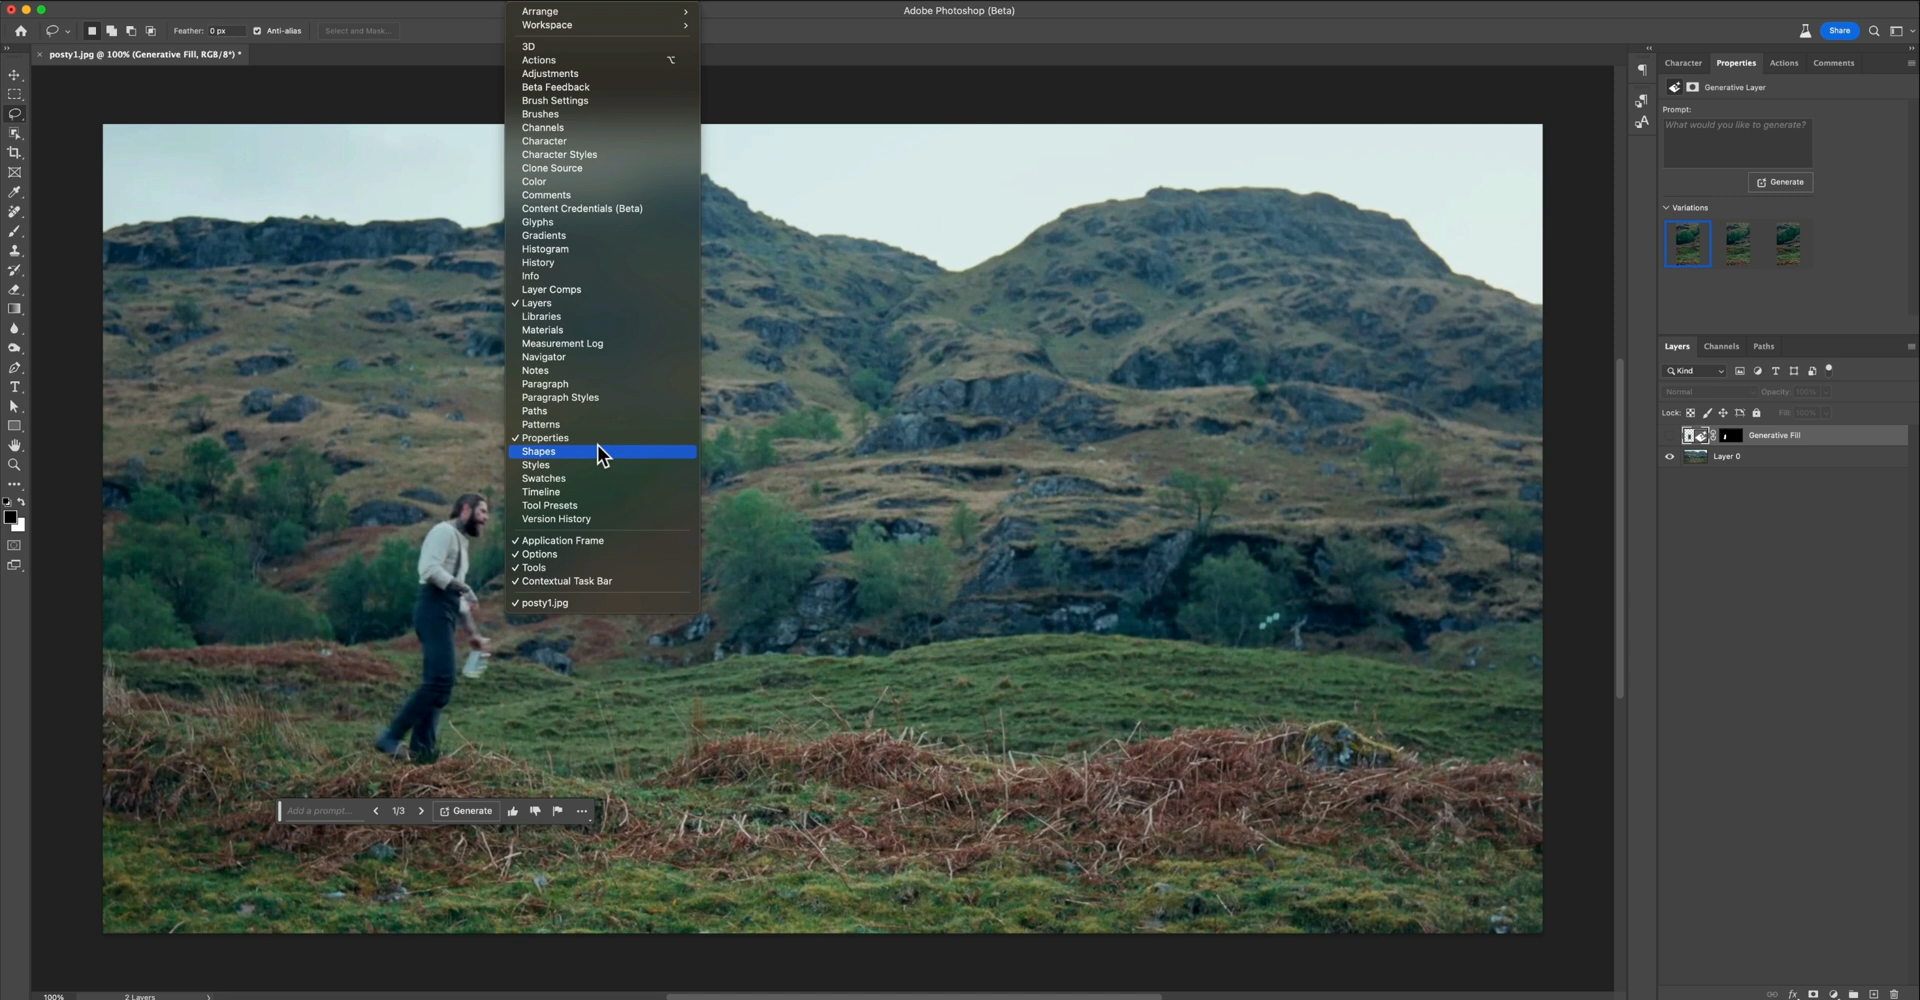 Adobe Photoshop (Beta)
Feather: 0 px
Anti-alias
Select and Mask...
Share
posty1.jpg @ 100% (Generative Fill, RGB/8*) *
Arrange
Workspace
3D
Actions
Adjustments
Beta Feedback
Brush Settings
Brushes
Channels
Character
Character Styles
Clone Source
Color
Comments
Content Credentials (Beta)
Glyphs
Gradients
Histogram
History
Info
Layer Comps
Layers
Libraries
Materials
Measurement Log
Navigator
Notes
Paragraph
Paragraph Styles
Paths
Patterns
Properties
Shapes
Styles
Swatches
Timeline
Tool Presets
Version History
Application Frame
Options
Tools
Contextual Task Bar
posty1.jpg
Add a prompt...
1/3
Generate
Character Properties Actions Comments
Generative Layer
Prompt:
What would you like to generate?
Generate
Variations
Layers Channels Paths
Kind
Normal Opacity: 100%
Lock: Fill: 100%
Generative Fill
Layer 0
100% 2 Layers